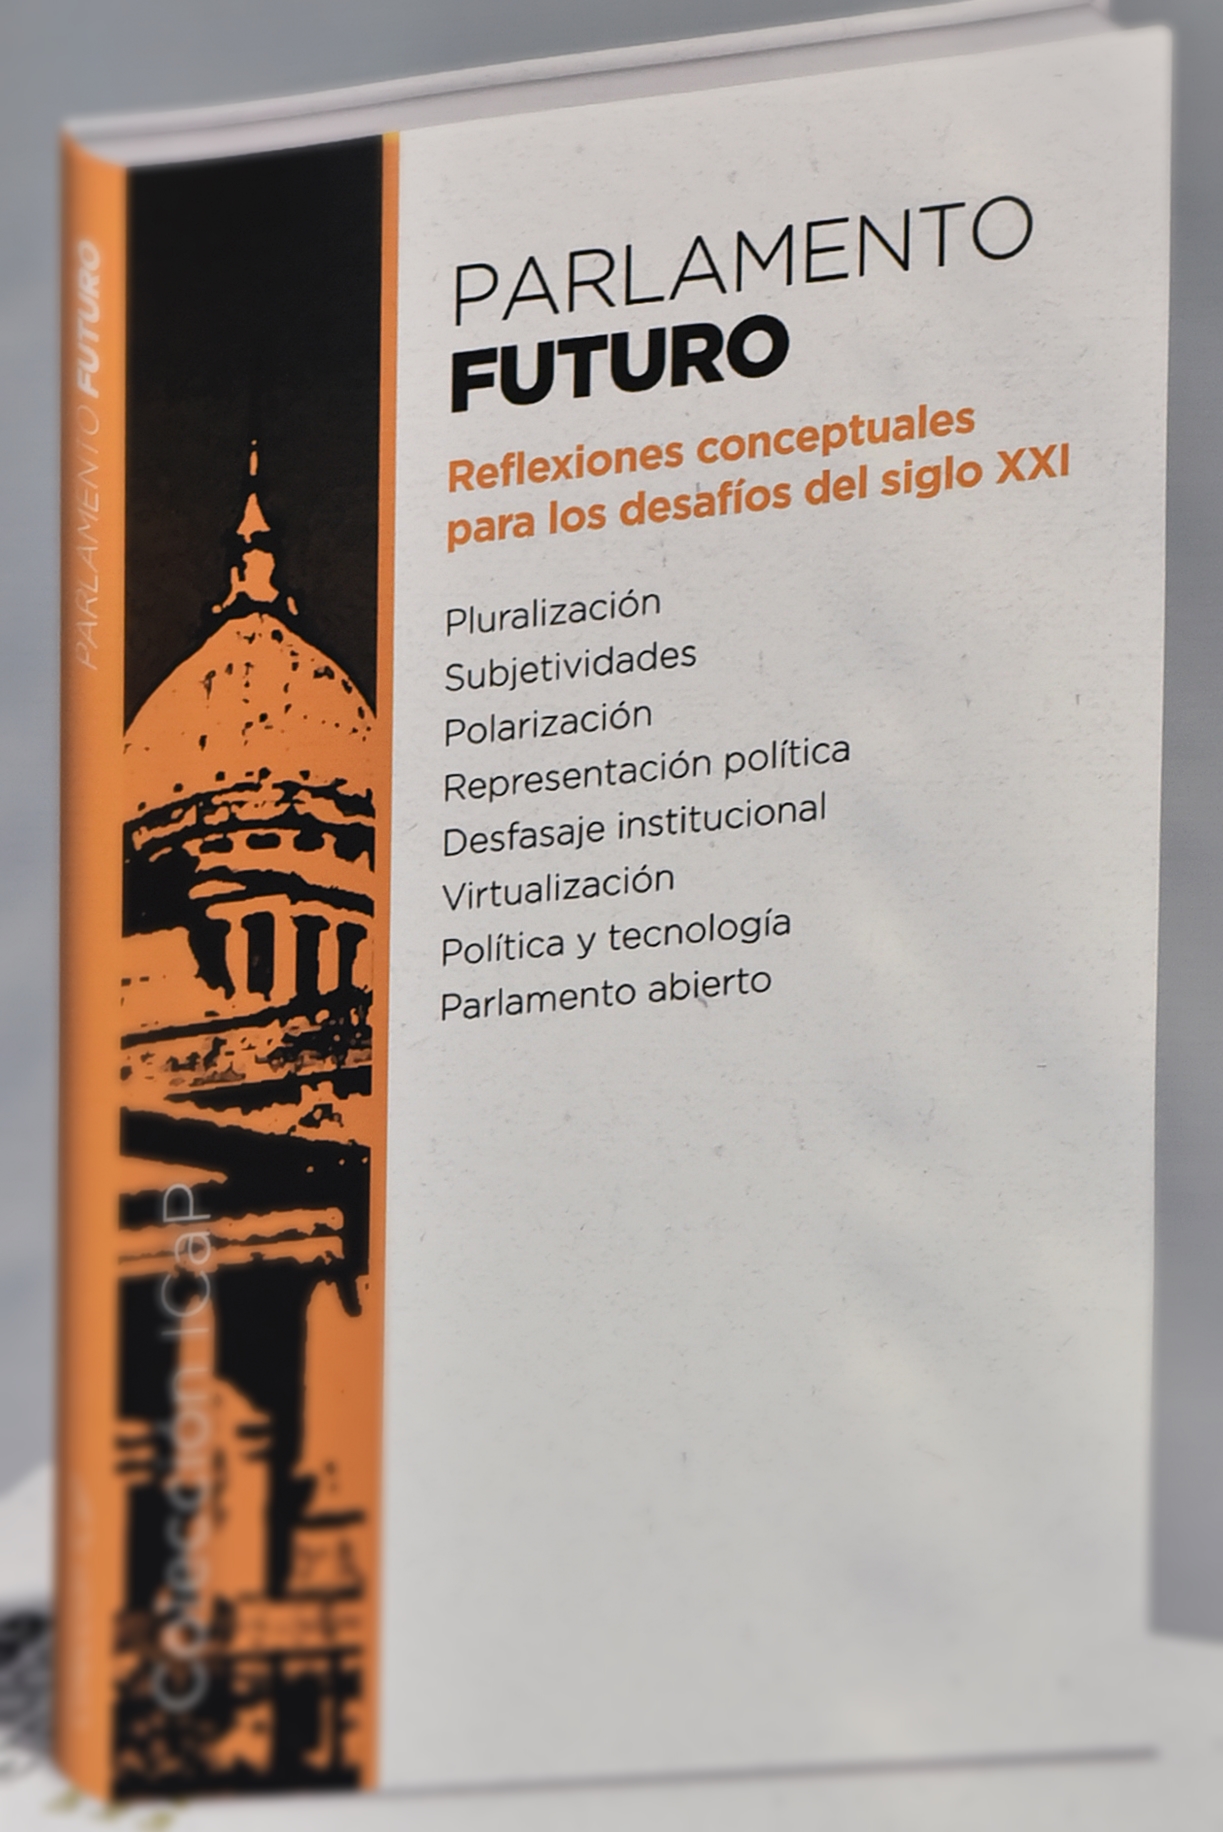 PARLAMENTO
FUTURO
Reflexiones conceptuales
para los desafíos del siglo XXI
Pluralización
Subjetividades
Polarización
Representación política
Desfasaje institucional
Virtualización
Política y tecnología
Parlamento abierto
Colección ICaP
PARLAMENTO FUTURO